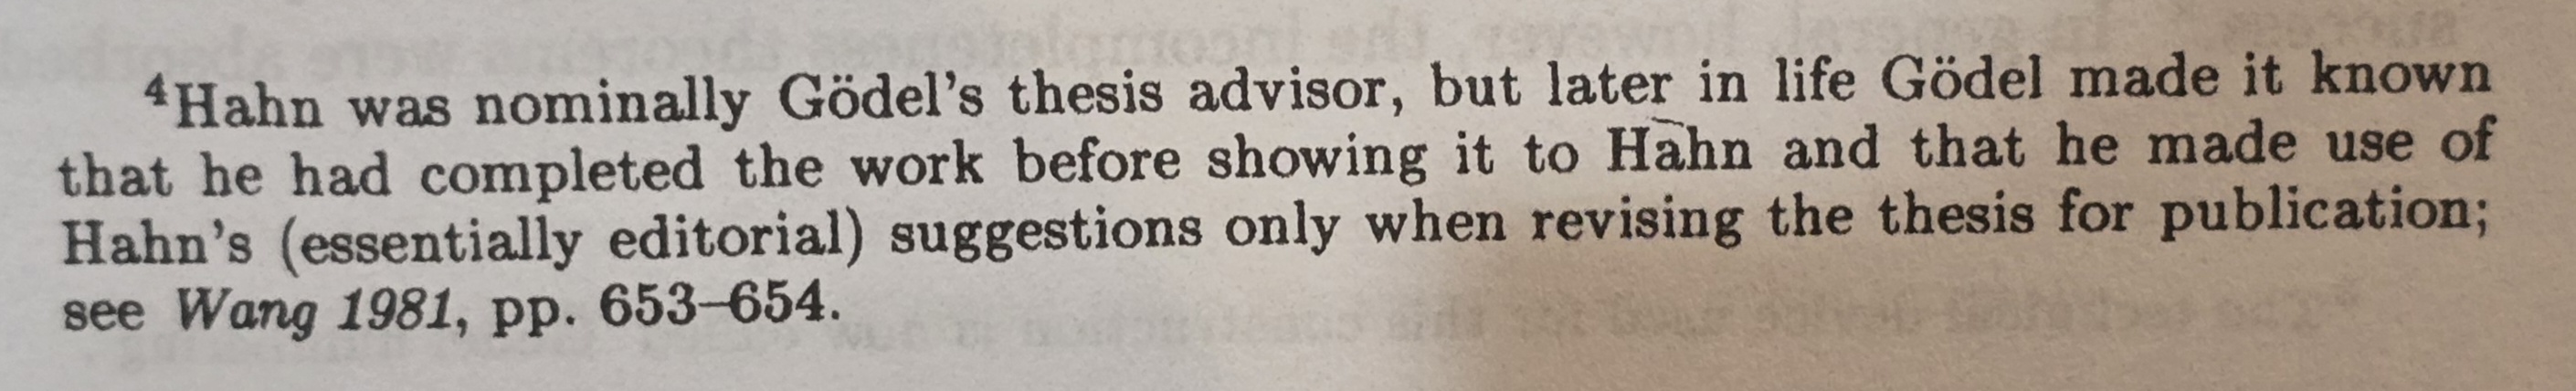 ⁴Hahn was nominally Gödel's thesis advisor, but later in life Gödel made it known
that he had completed the work before showing it to Hahn and that he made use of
Hahn's (essentially editorial) suggestions only when revising the thesis for publication;
see Wang 1981, pp. 653–654.